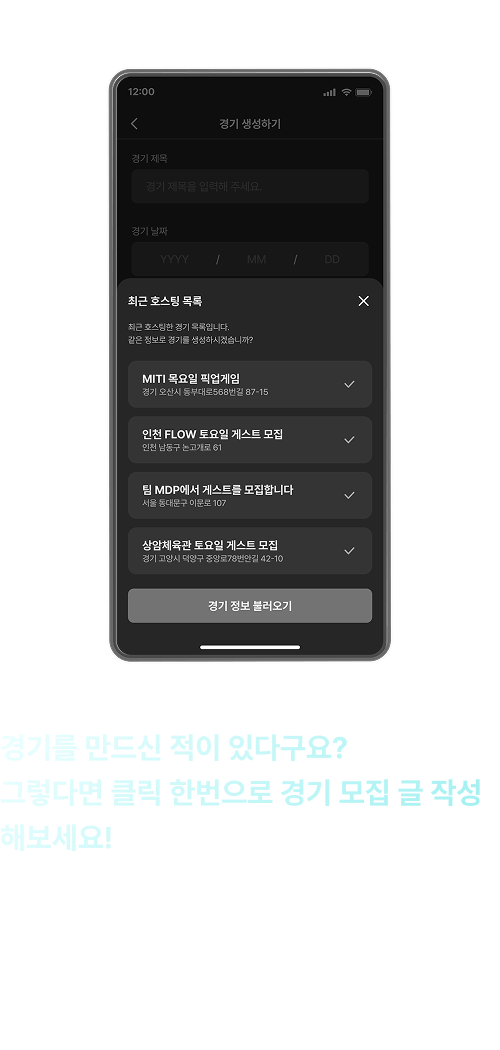 12:00
경기 생성하기
경기 제목
경기 제목을 입력해 주세요.
경기 날짜
YYYY / MM / DD
최근 호스팅 목록
최근 호스팅한 경기 목록입니다.
같은 정보로 경기를 생성하시겠습니까?
MITI 목요일 픽업게임
경기 오산시 동부대로568번길 87-15
인천 FLOW 토요일 게스트 모집
인천 남동구 논고개로 61
팀 MDP에서 게스트를 모집합니다
서울 동대문구 이문로 107
상암체육관 토요일 게스트 모집
경기 고양시 덕양구 중앙로78번안길 42-10
경기 정보 불러오기
경기를 만드신 적이 있다구요?
그렇다면 클릭 한번으로 경기 모집 글 작성
해보세요!